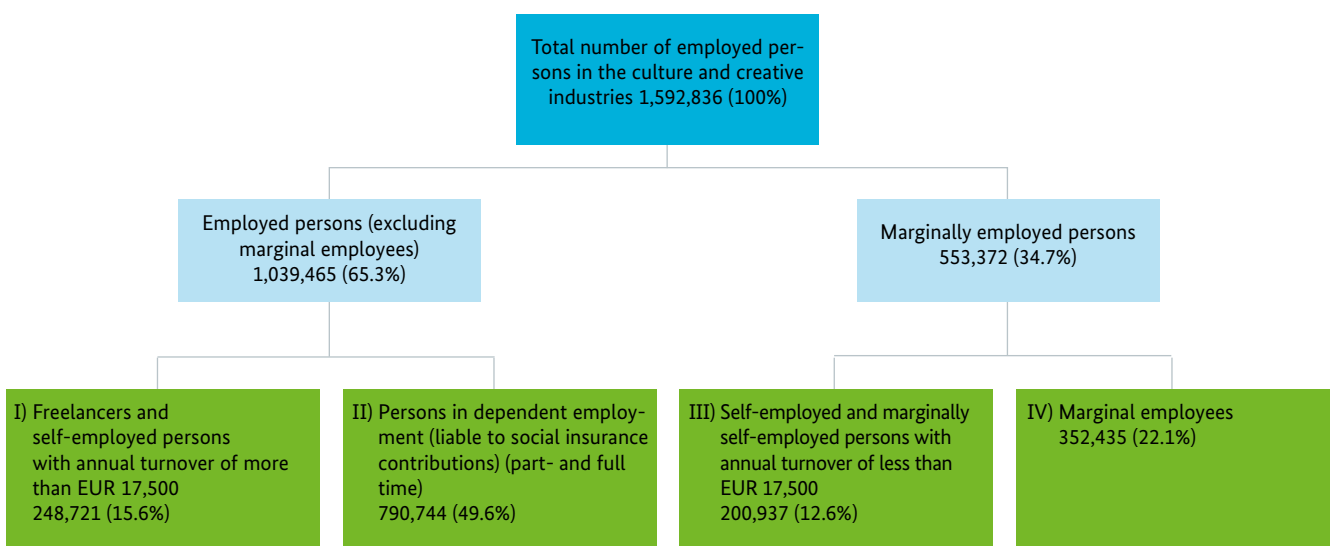 Total number of employed per-
sons in the culture and creative
industries 1,592,836 (100%)
Employed persons (excluding
marginal employees)
1,039,465 (65.3%)
Marginally employed persons
553,372 (34.7%)
I) Freelancers and
self-employed persons
with annual turnover of more
than EUR 17,500
248,721 (15.6%)
II) Persons in dependent employ-
ment (liable to social insurance
contributions) (part- and full
time)
790,744 (49.6%)
III) Self-employed and marginally
self-employed persons with
annual turnover of less than
EUR 17,500
200,937 (12.6%)
IV) Marginal employees
352,435 (22.1%)